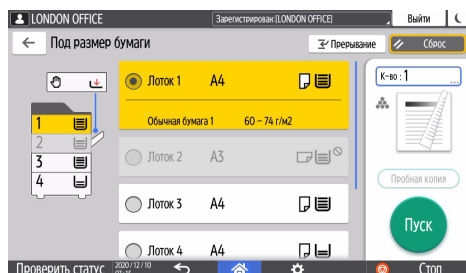 LONDON OFFICE
Зарегистрирован:[LONDON OFFICE]
Выйти
Под размер бумаги
Прерывание
Сброс
Лоток 1 A4
Обычная бумага 1 60 – 74 г/м2
Лоток 2 A3
Лоток 3 A4
Лоток 4 A4
1
2
3
4
К-во : 1
...
Пробная копия
Пуск
Проверить статус
2020/12/10
Стоп